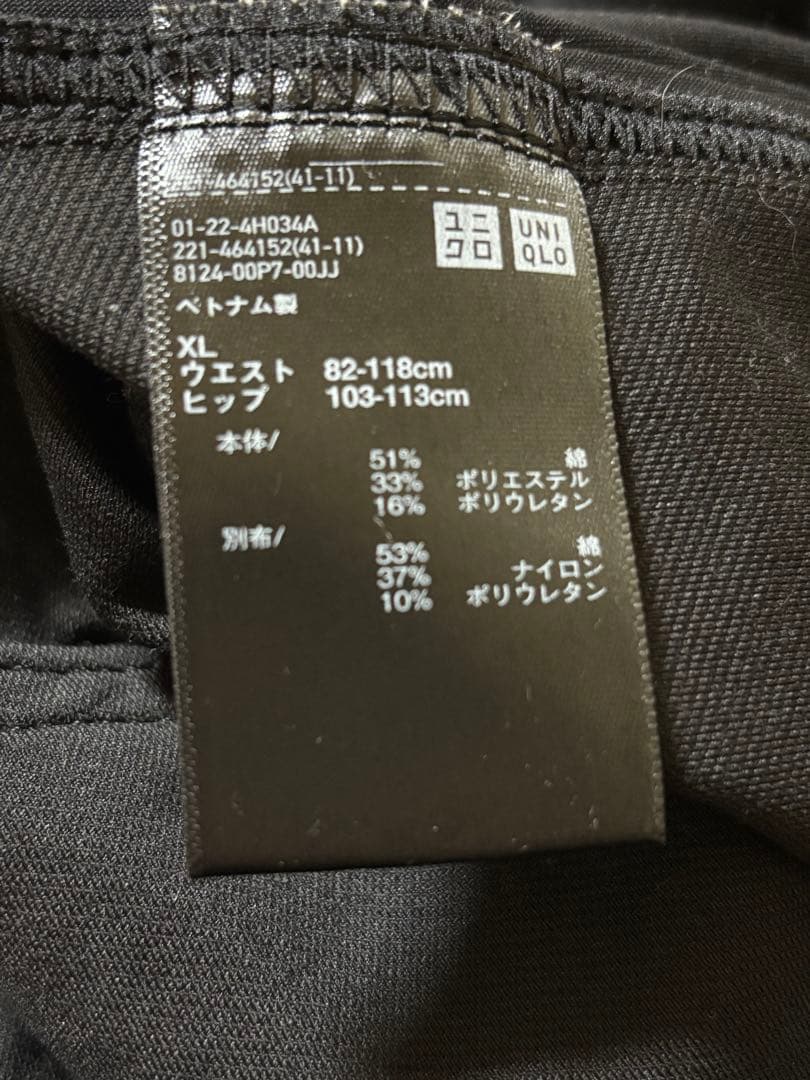 464152(41-11)
01-22-4H034A
221-464152(41-11)
8124-00P7-00JJ
ユニ
クロ
UNI
QLO
ベトナム製
XL
ウエスト 82-118cm
ヒップ 103-113cm
本体/
51% 綿
33% ポリエステル
16% ポリウレタン
別布/
53% 綿
37% ナイロン
10% ポリウレタン